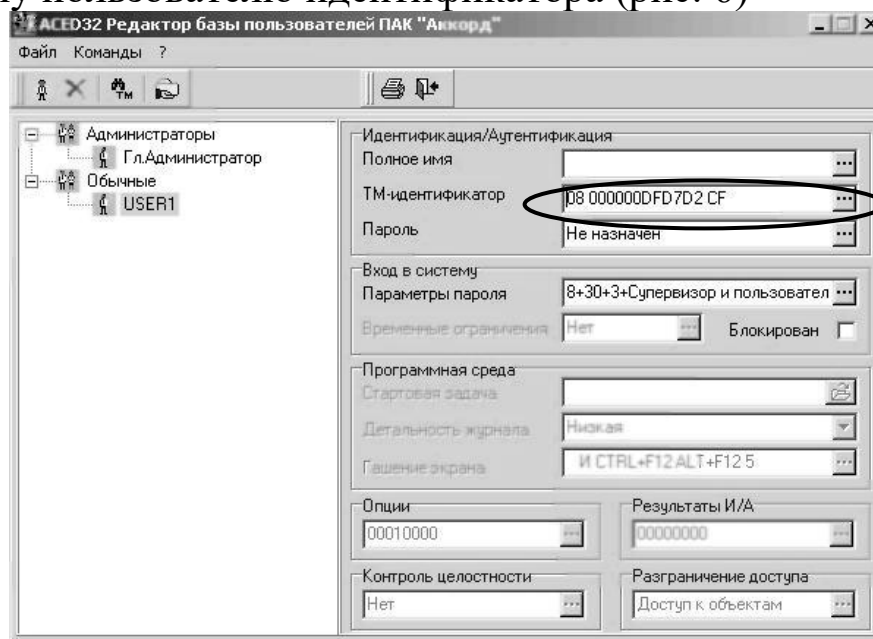 му пользователю идентификатора (рис. 6)
ACED32 Редактор базы пользователей ПАК "Аккорд"
Файл Команды ?
ТМ
Администраторы
Гл.Администратор
Обычные
USER1
Идентификация/Аутентификация
Полное имя
ТМ-идентификатор 08 000000DFD7D2 CF
Пароль Не назначен
Вход в систему
Параметры пароля 8+30+3+Супервизор и пользовател
Временные ограничения Нет Блокирован
Программная среда
Стартовая задача
Детальность журнала Низкая
Гашение экрана И CTRL+F12 ALT+F12 5
Опции Результаты И/А
00010000 00000000
Контроль целостности Разграничение доступа
Нет Доступ к объектам